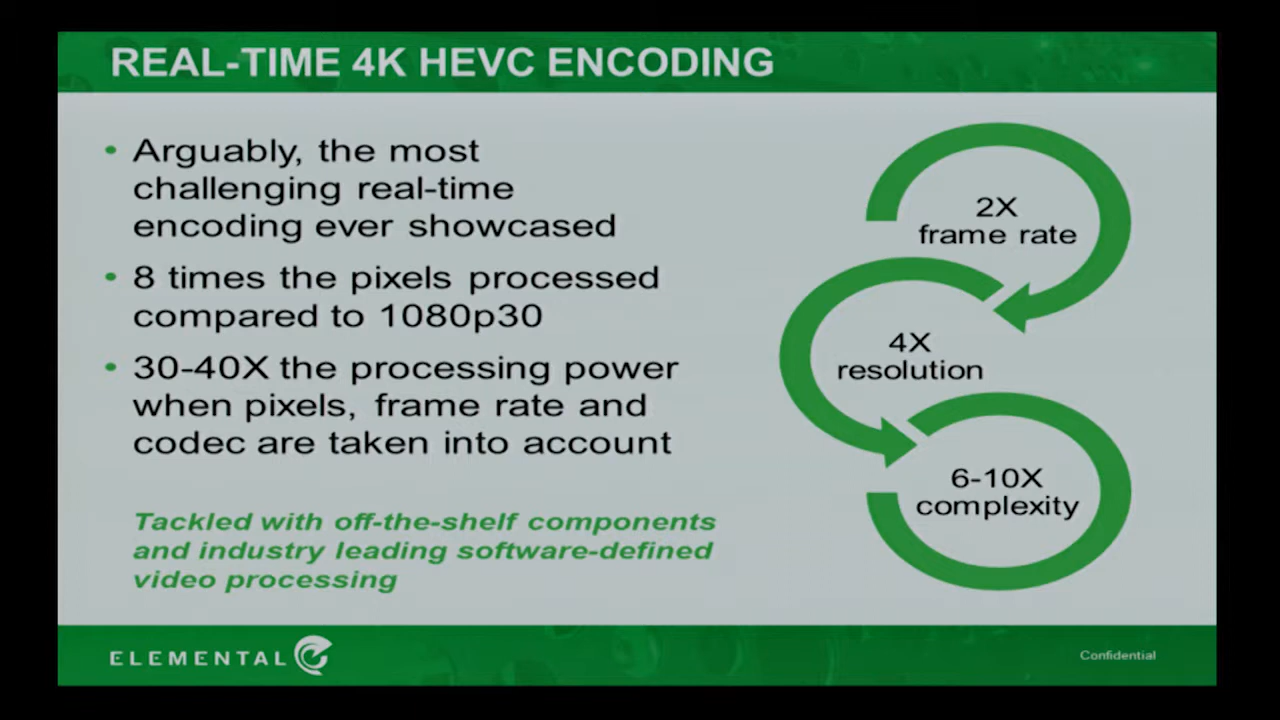 REAL-TIME 4K HEVC ENCODING
• Arguably, the most
challenging real-time
encoding ever showcased
• 8 times the pixels processed
compared to 1080p30
• 30-40X the processing power
when pixels, frame rate and
codec are taken into account
Tackled with off-the-shelf components
and industry leading software-defined
video processing
2X
frame rate
4X
resolution
6-10X
complexity
ELEMENTAL
Confidential